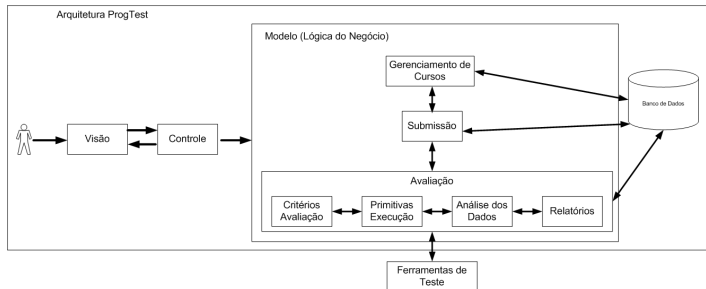 Arquitetura ProgTest
Modelo (Lógica do Negócio)
Gerenciamento de
Cursos
Banco de Dados
Visão
Controle
Submissão
Avaliação
Critérios
Avaliação
Primitivas
Execução
Análise dos
Dados
Relatórios
Ferramentas de
Teste